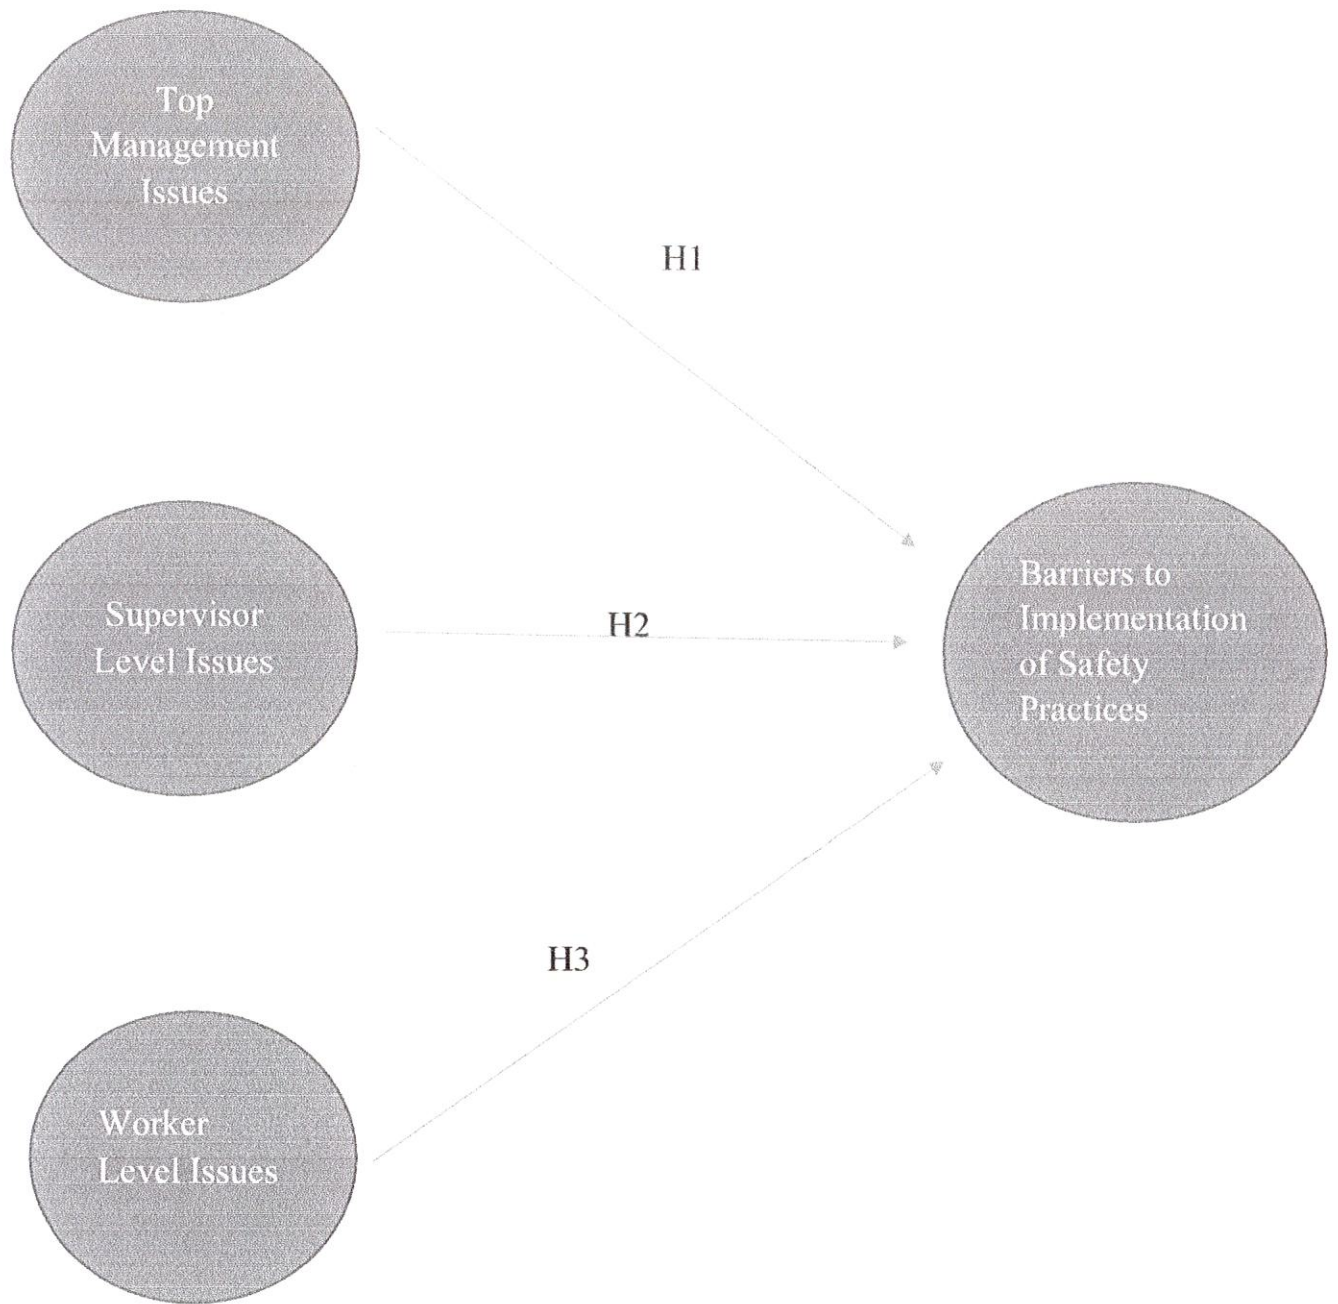 Top
Management
Issues
H1
Supervisor
Level Issues
H2
Barriers to
Implementation
of Safety
Practices
H3
Worker
Level Issues